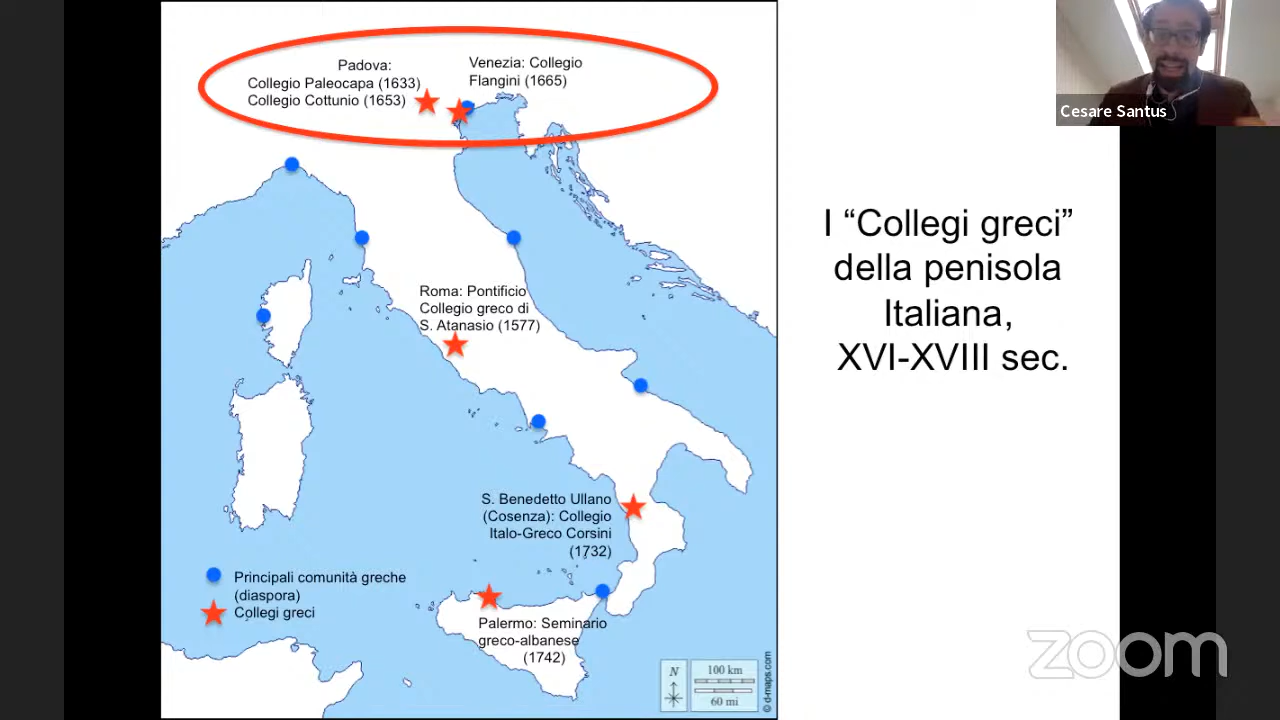 Padova:
Collegio Paleocapa (1633)
Collegio Cottunio (1653)
Venezia: Collegio
Flangini (1665)
Cesare Santus
I “Collegi greci”
della penisola
Italiana,
XVI-XVIII sec.
Roma: Pontificio
Collegio greco di
S. Atanasio (1577)
S. Benedetto Ullano
(Cosenza): Collegio
Italo-Greco Corsini
(1732)
Principali comunità greche
(diaspora)
Collegi greci
Palermo: Seminario
greco-albanese
(1742)
N
100 km
60 mi
© d-maps.com
zoom